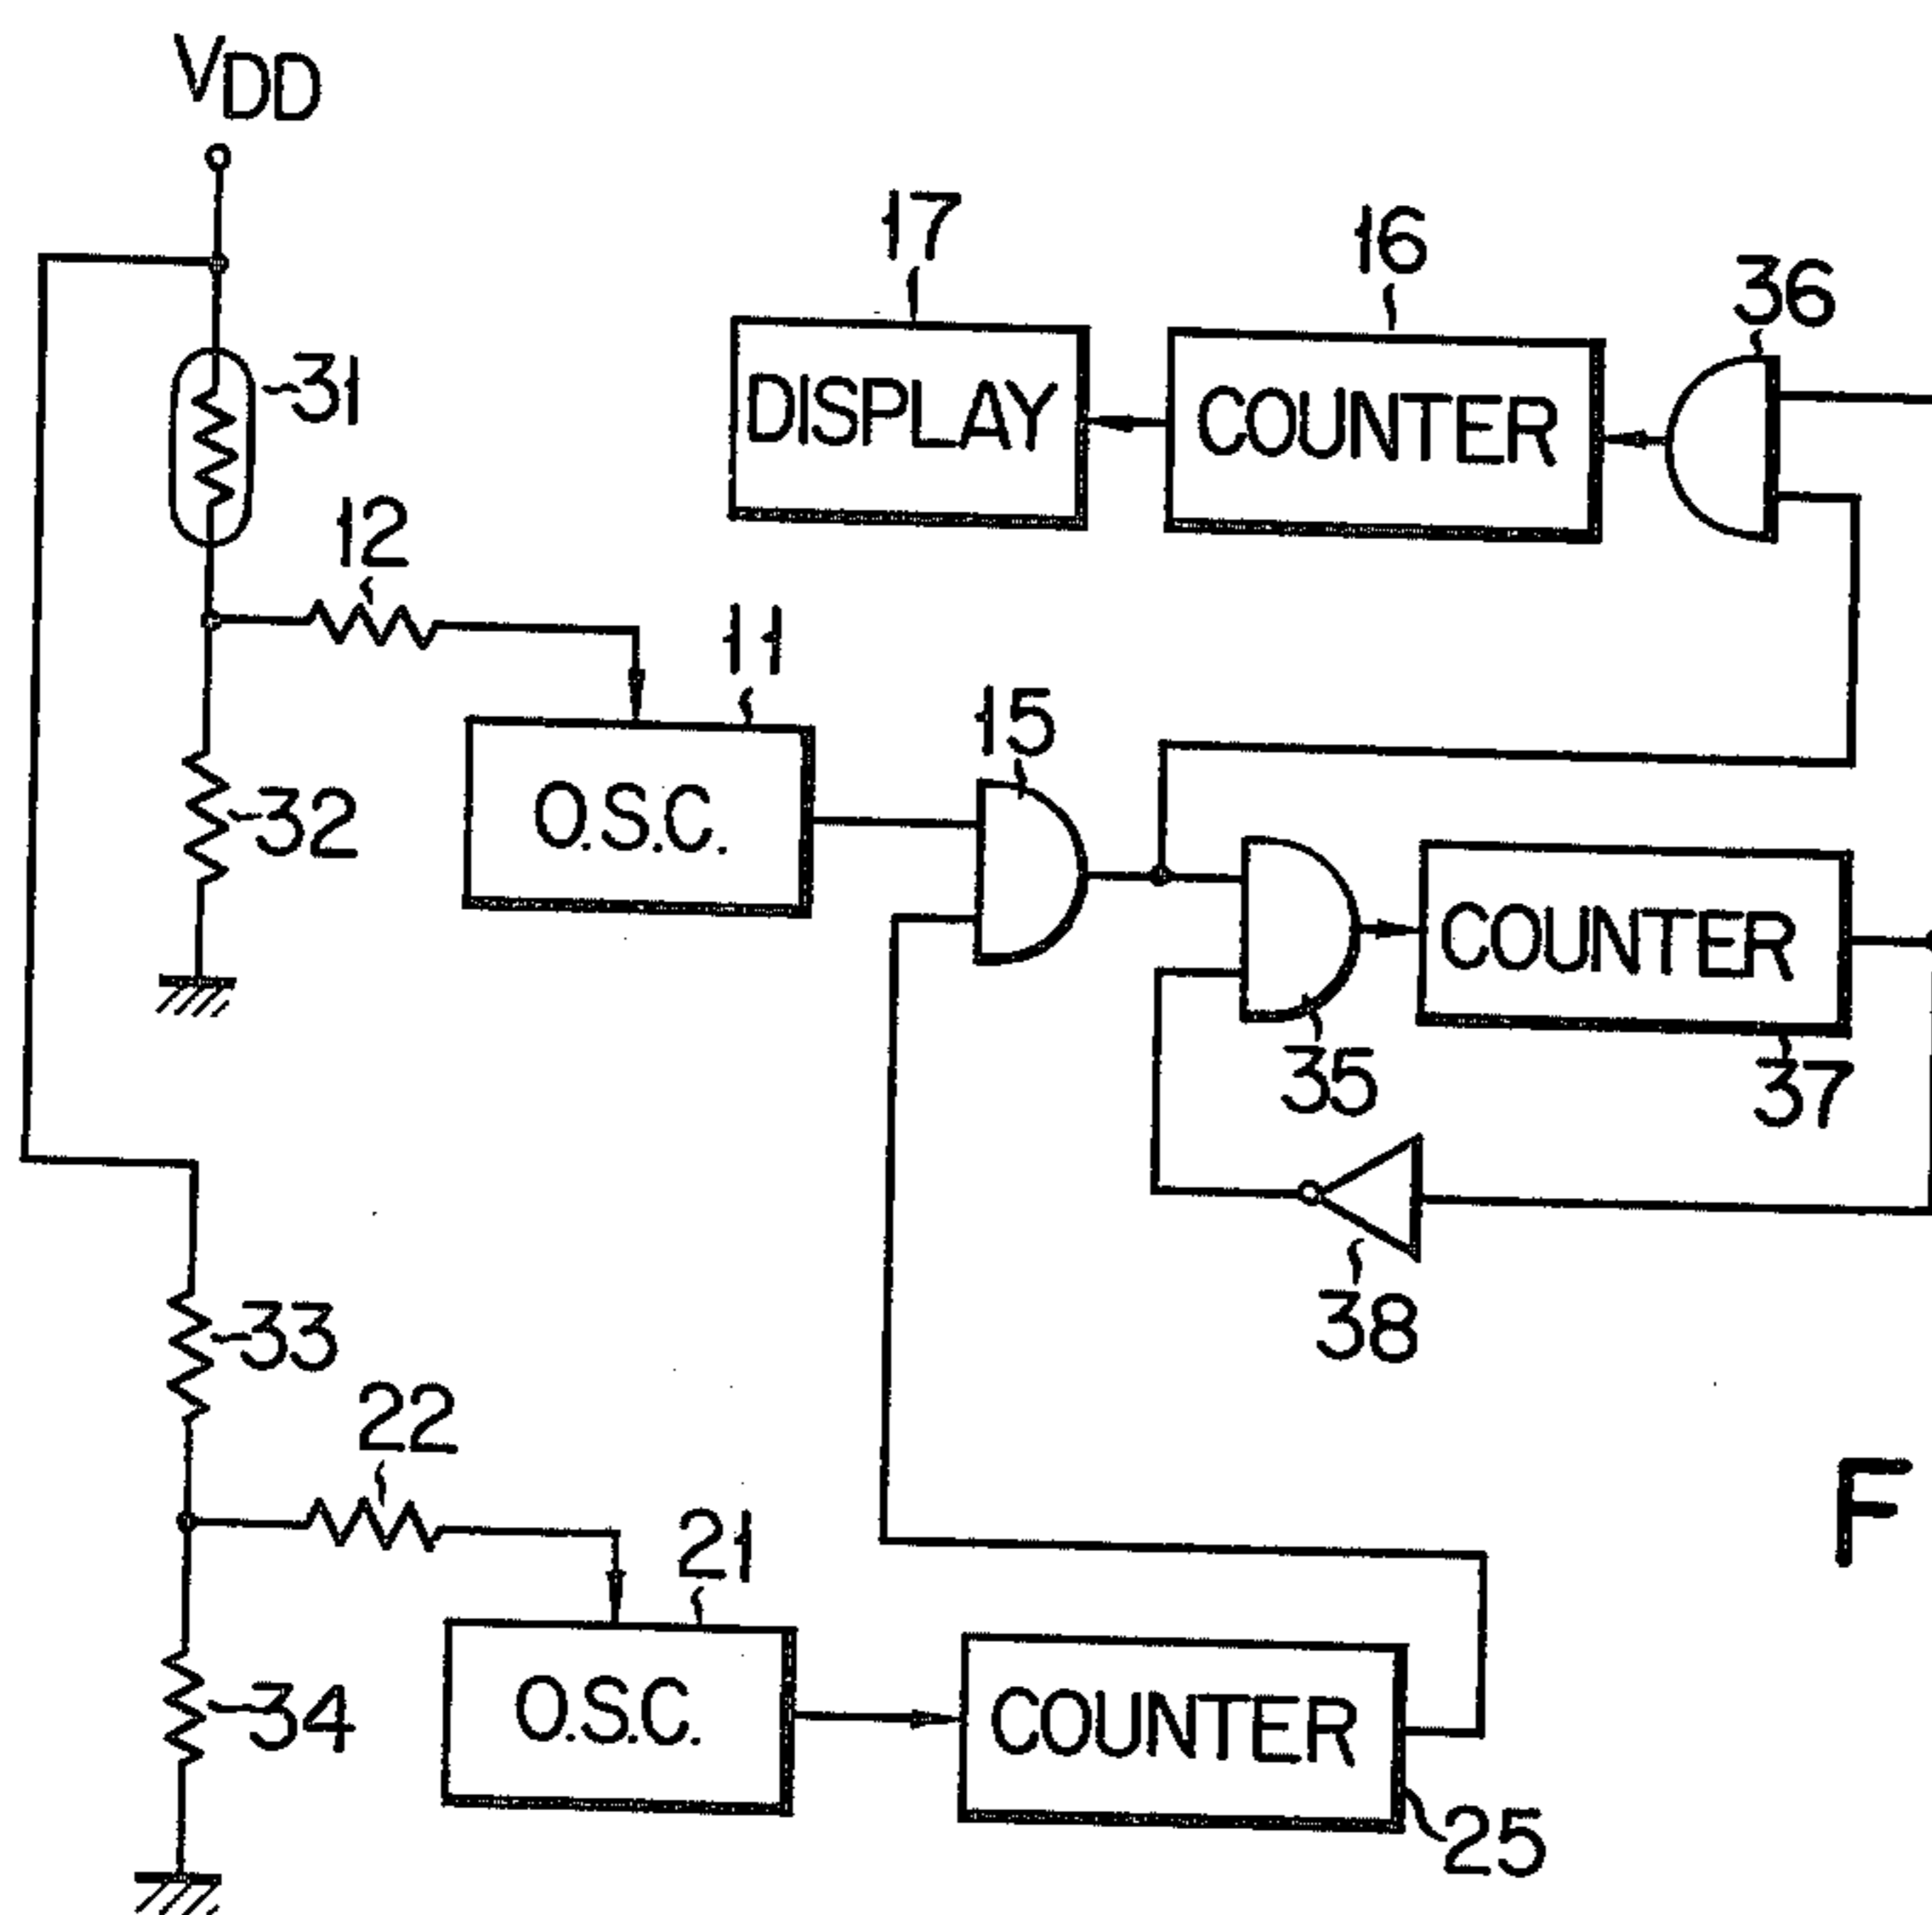 VDD
17
16
36
31
DISPLAY
COUNTER
12
11
15
32
O.S.C.
COUNTER
35
37
38
33
22
F
21
34
O.S.C.
COUNTER
25